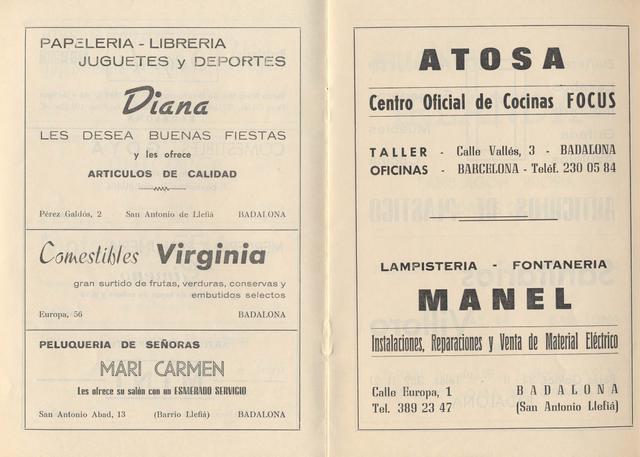 PAPELERIA - LIBRERIA
JUGUETES y DEPORTES
Diana
LES DESEA BUENAS FIESTAS
y les ofrece
ARTICULOS DE CALIDAD
Pérez Galdós, 2 San Antonio de Llefiá BADALONA
Comestibles Virginia
gran surtido de frutas, verduras, conservas y
embutidos selectos
Europa, 56 BADALONA
PELUQUERIA DE SEÑORAS
MARI CARMEN
Les ofrece su salón con un ESMERADO SERVICIO
San Antonio Abad, 13 (Barrio Llefiá) BADALONA
ATOSA
Centro Oficial de Cocinas FOCUS
TALLER - Calle Vallés, 3 - BADALONA
OFICINAS - BARCELONA - Teléf. 230 05 84
LAMPISTERIA - FONTANERIA
MANEL
Instalaciones, Reparaciones y Venta de Material Eléctrico
Calle Europa, 1 BADALONA
Tel. 389 23 47 (San Antonio Llefiá)